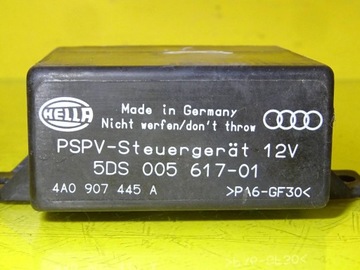 HELLA
Made in Germany
Nicht werfen/don't throw
PSPV-Steuergerät 12V
5DS 005 617-01
4A0 907 445 A >PA6-GF30<